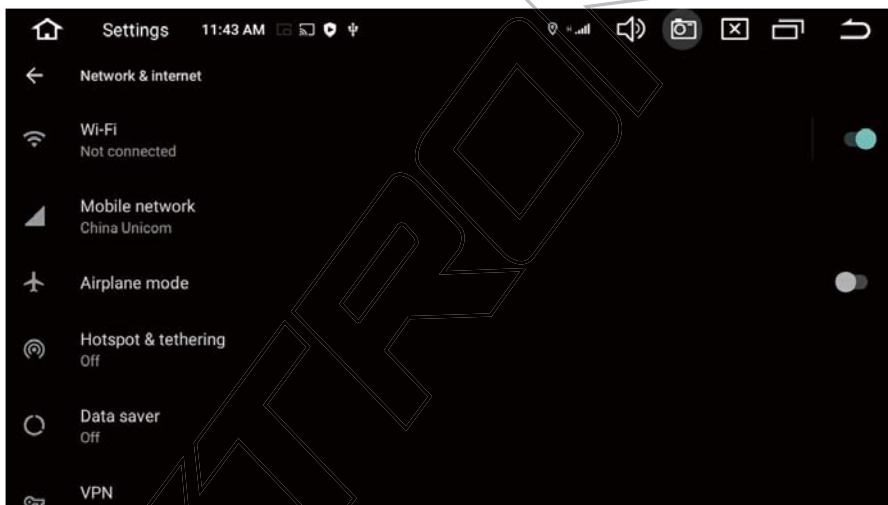 Settings 11:43 AM
Network & internet
Wi-Fi
Not connected
Mobile network
China Unicom
Airplane mode
Hotspot & tethering
Off
Data saver
Off
VPN